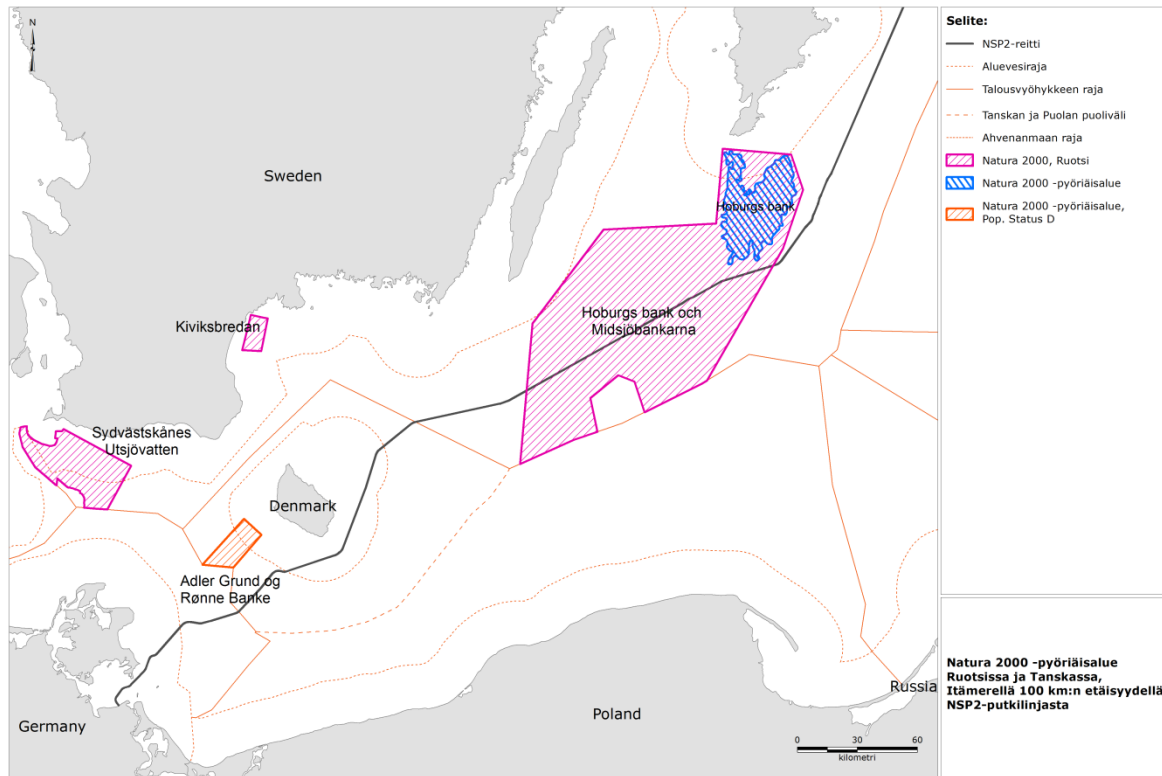 N
Sweden
Hoburgs bank
Hoburgs bank och
Midsjöbankarna
Kiviksbredan
Sydvästskånes
Utsjövatten
Denmark
Adler Grund og
Rønne Banke
Germany
Poland
Russia
0 30 60
kilometri
Selite:
NSP2-reitti
Aluevesiraja
Talousvyöhykkeen raja
Tanskan ja Puolan puoliväli
Ahvenanmaan raja
Natura 2000, Ruotsi
Natura 2000 -pyöriäisalue
Natura 2000 -pyöriäisalue,
Pop. Status D
Natura 2000 -pyöriäisalue
Ruotsissa ja Tanskassa,
Itämerellä 100 km:n etäisyydellä
NSP2-putkilinjasta